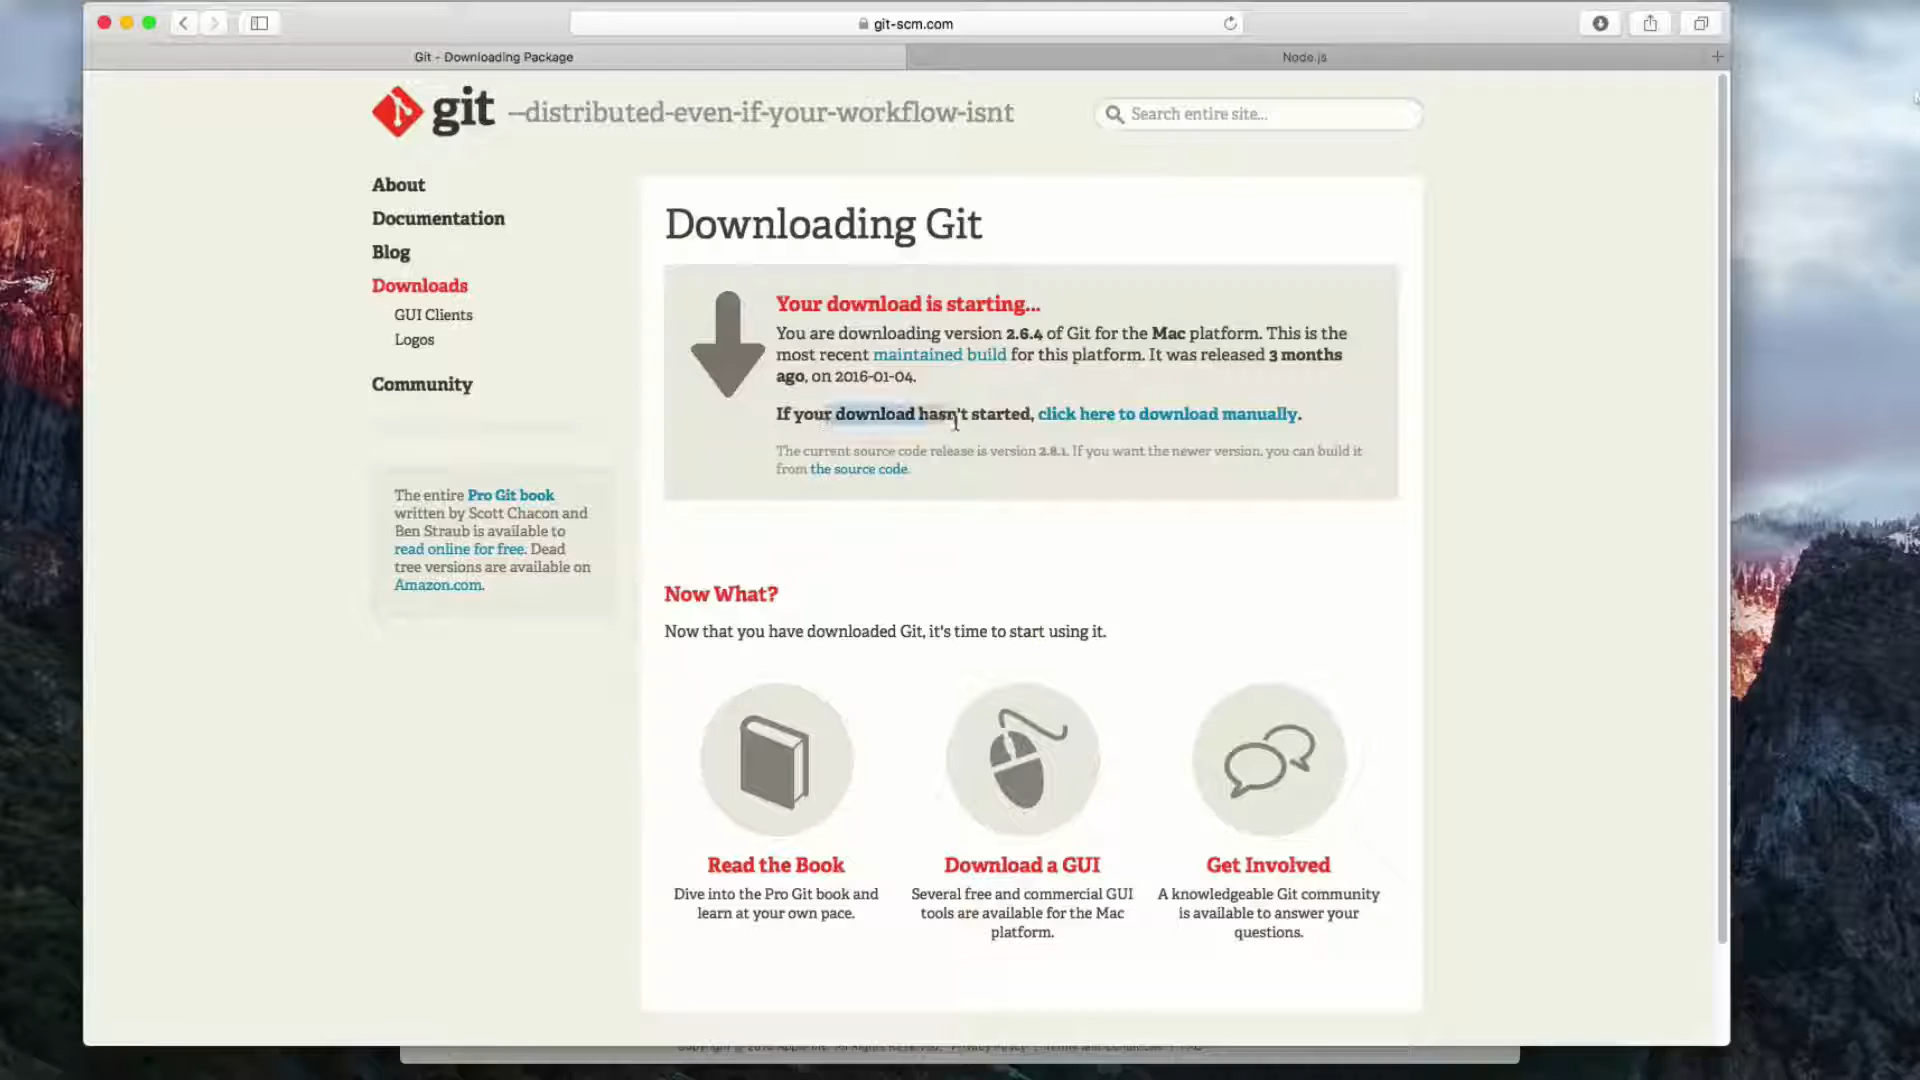 git-scm.com
Git - Downloading Package
Node.js
git --distributed-even-if-your-workflow-isnt
Search entire site...
About
Documentation
Blog
Downloads
GUI Clients
Logos
Community
The entire Pro Git book
written by Scott Chacon and
Ben Straub is available to
read online for free. Dead
tree versions are available on
Amazon.com.
Downloading Git
Your download is starting...
You are downloading version 2.6.4 of Git for the Mac platform. This is the
most recent maintained build for this platform. It was released 3 months
ago, on 2016-01-04.
If your download hasn't started, click here to download manually.
The current source code release is version 2.8.1. If you want the newer version, you can build it
from the source code.
Now What?
Now that you have downloaded Git, it's time to start using it.
Read the Book
Dive into the Pro Git book and
learn at your own pace.
Download a GUI
Several free and commercial GUI
tools are available for the Mac
platform.
Get Involved
A knowledgeable Git community
is available to answer your
questions.